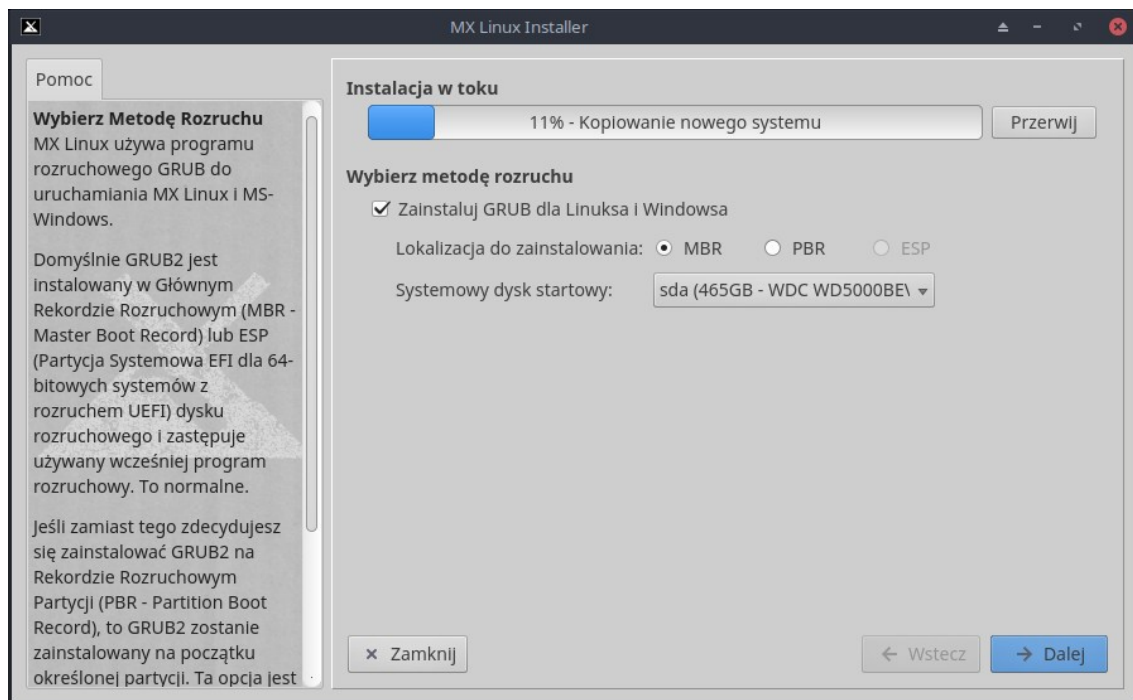 MX Linux Installer
Pomoc
Wybierz Metodę Rozruchu
MX Linux używa programu
rozruchowego GRUB do
uruchamiania MX Linux i MS-
Windows.
Domyślnie GRUB2 jest
instalowany w Głównym
Rekordzie Rozruchowym (MBR -
Master Boot Record) lub ESP
(Partycja Systemowa EFI dla 64-
bitowych systemów z
rozruchem UEFI) dysku
rozruchowego i zastępuje
używany wcześniej program
rozruchowy. To normalne.
Jeśli zamiast tego zdecydujesz
się zainstalować GRUB2 na
Rekordzie Rozruchowym
Partycji (PBR - Partition Boot
Record), to GRUB2 zostanie
zainstalowany na początku
określonej partycji. Ta opcja jest
Instalacja w toku
11% - Kopiowanie nowego systemu
Przerwij
Wybierz metodę rozruchu
Zainstaluj GRUB dla Linuksa i Windowsa
Lokalizacja do zainstalowania: MBR PBR ESP
Systemowy dysk startowy: sda (465GB - WDC WD5000BE\
Zamknij
Wstecz
Dalej